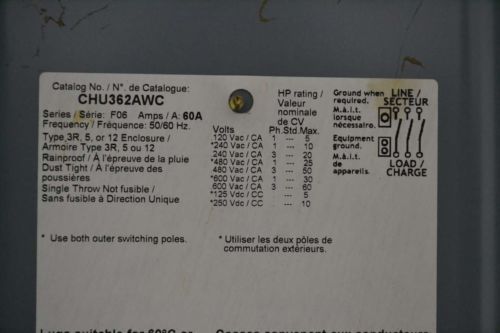 Catalog No. / N°. de Catalogue:
CHU362AWC
Series / Série: F06 Amps / A: 60A
Frequency / Fréquence: 50/60 Hz.
Type 3R, 5, or 12 Enclosure /
Armoire Type 3R, 5 ou 12
Rainproof / À l'épreuve de la pluie
Dust Tight / À l'épreuve des
poussières
Single Throw Not fusible /
Sans fusible à Direction Unique
HP rating /
Valeur
nominale
de CV
Volts Ph. Std. Max.
120 Vac / CA 1 --- 5
*240 Vac / CA 1 --- 10
240 Vac / CA 3 --- 20
*480 Vac / CA 1 --- 25
480 Vac / CA 3 --- 50
*600 Vac / CA 1 --- 30
600 Vac / CA 3 --- 60
*125 Vdc / CC --- 5
*250 Vdc / CC --- 10
Ground when
required.
M.à.l.t.
lorsque
nécessaire.
Equipment
ground.
M.à.l.t.
de
appareils.
LINE /
SECTEUR
LOAD /
CHARGE
* Use both outer switching poles.
* Utiliser les deux pôles de
commutation extérieurs.